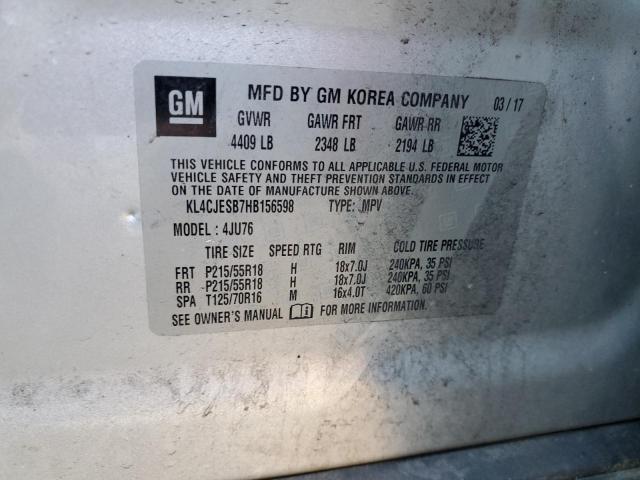 GM
MFD BY GM KOREA COMPANY 03/17
GVWR GAWR FRT GAWR RR
4409 LB 2348 LB 2194 LB
THIS VEHICLE CONFORMS TO ALL APPLICABLE U.S. FEDERAL MOTOR
VEHICLE SAFETY AND THEFT PREVENTION STANDARDS IN EFFECT
ON THE DATE OF MANUFACTURE SHOWN ABOVE.
KL4CJESB7HB156598 TYPE: MPV
MODEL: 4JU76
TIRE SIZE SPEED RTG RIM COLD TIRE PRESSURE
FRT P215/55R18 H 18x7.0J 240KPA, 35 PSI
RR P215/55R18 H 18x7.0J 240KPA, 35 PSI
SPA T125/70R16 M 16x4.0T 420KPA, 60 PSI
SEE OWNER'S MANUAL FOR MORE INFORMATION.